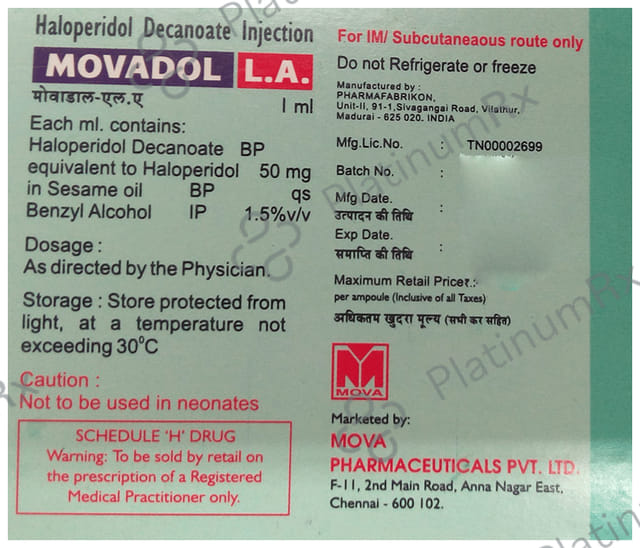 Haloperidol Decanoate Injection
MOVADOL L.A.
मोवाडाल-एल.ए
1 ml
Each ml. contains:
Haloperidol Decanoate BP
equivalent to Haloperidol 50 mg
in Sesame oil BP qs
Benzyl Alcohol IP 1.5%v/v
Dosage :
As directed by the Physician.
Storage : Store protected from
light, at a temperature not
exceeding 30°C
Caution :
Not to be used in neonates
SCHEDULE 'H' DRUG
Warning: To be sold by retail on
the prescription of a Registered
Medical Practitioner only.
For IM/ Subcutaneaous route only
Do not Refrigerate or freeze
Manufactured by :
PHARMAFABRIKON,
Unit-II, 91-1, Sivagangai Road, Vilathur,
Madurai - 625 020. INDIA
Mfg.Lic.No. : TN00002699
Batch No. :
Mfg Date. :
उत्पादन की तिथि
Exp Date. :
समाप्ति की तिथि
Maximum Retail Price₹.:-
per ampoule (Inclusive of all Taxes)
अधिकतम खुदरा मूल्य (सभी कर सहित)
MOVA
Marketed by:
MOVA
PHARMACEUTICALS PVT. LTD.
F-11, 2nd Main Road, Anna Nagar East,
Chennai - 600 102.
PlatinumRx
PlatinumRx
PlatinumRx